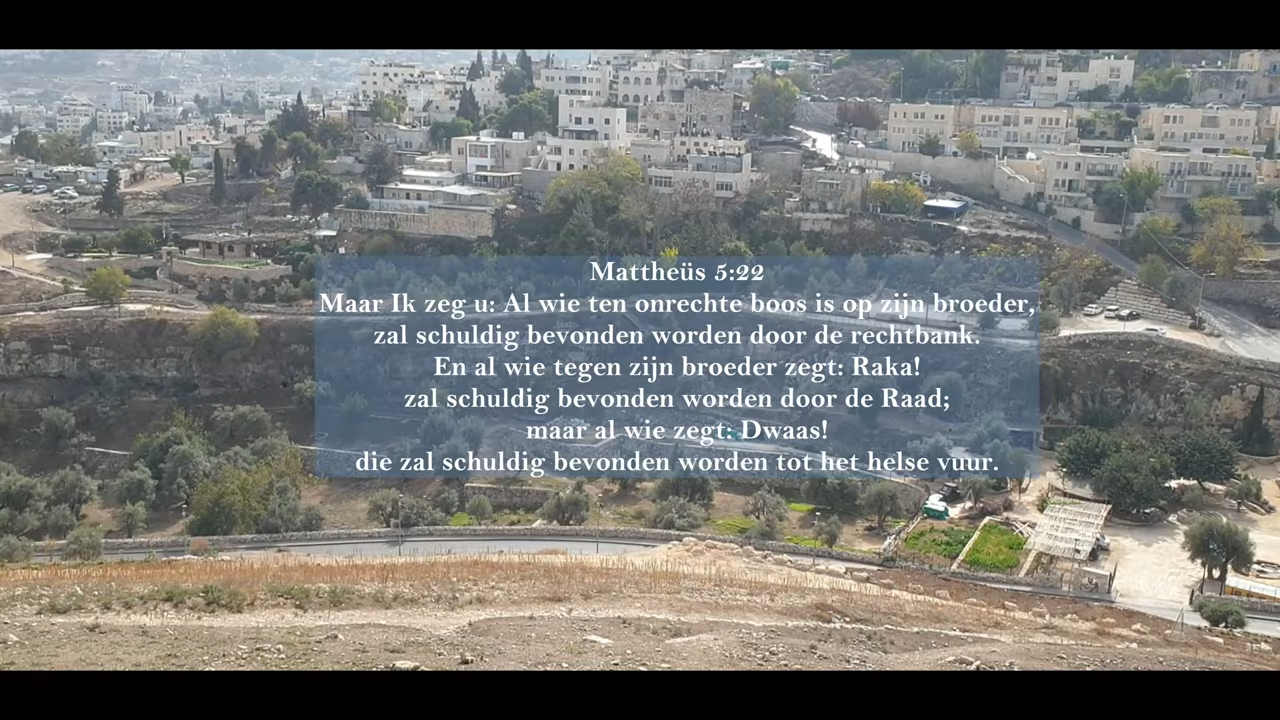 Mattheüs 5:22
Maar Ik zeg u: Al wie ten onrechte boos is op zijn broeder,
zal schuldig bevonden worden door de rechtbank.
En al wie tegen zijn broeder zegt: Raka!
zal schuldig bevonden worden door de Raad;
maar al wie zegt: Dwaas!
die zal schuldig bevonden worden tot het helse vuur.